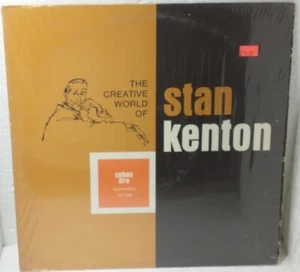 THE
CREATIVE
WORLD
OF
stan
kenton
cuban
fire